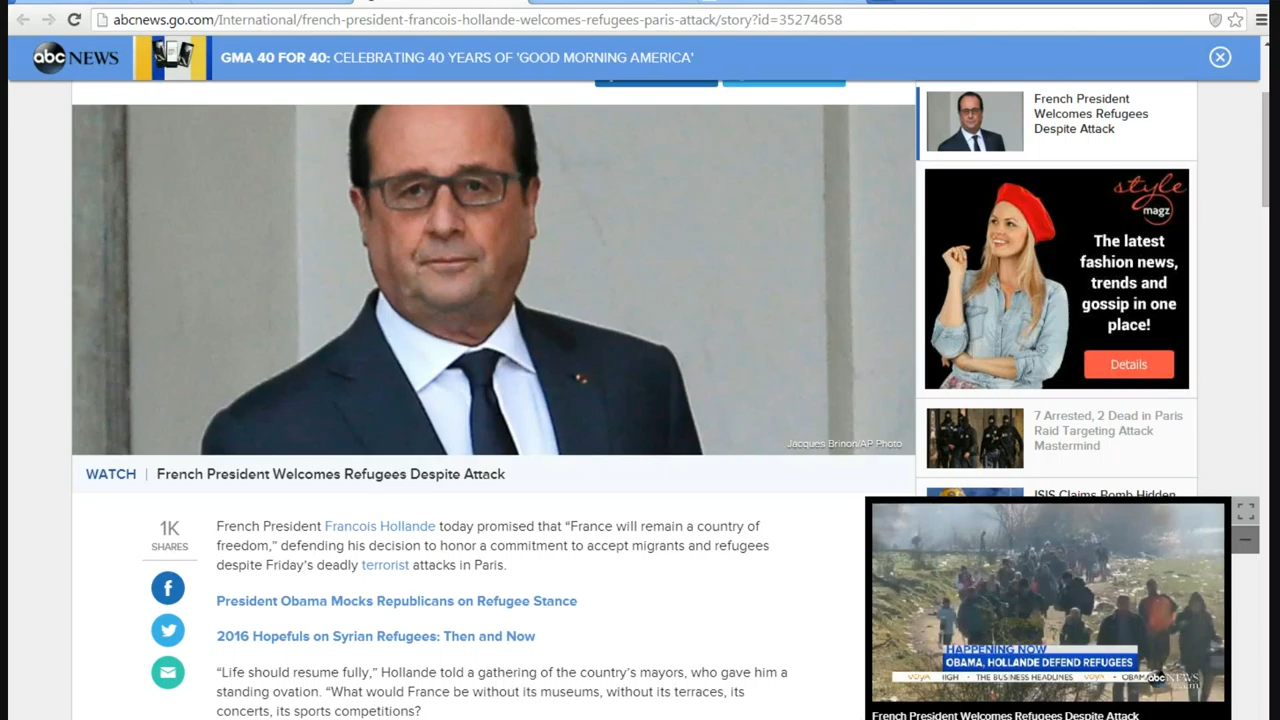 abcnews.go.com/International/french-president-francois-hollande-welcomes-refugees-paris-attack/story?id=35274658
abc NEWS
GMA 40 FOR 40: CELEBRATING 40 YEARS OF 'GOOD MORNING AMERICA'
Jacques Brinon/AP Photo
WATCH | French President Welcomes Refugees Despite Attack
1K
SHARES
French President Francois Hollande today promised that “France will remain a country of
freedom,” defending his decision to honor a commitment to accept migrants and refugees
despite Friday’s deadly terrorist attacks in Paris.
President Obama Mocks Republicans on Refugee Stance
2016 Hopefuls on Syrian Refugees: Then and Now
“Life should resume fully,” Hollande told a gathering of the country’s mayors, who gave him a
standing ovation. “What would France be without its museums, without its terraces, its
concerts, its sports competitions?
French President
Welcomes Refugees
Despite Attack
style
magz
The latest
fashion news,
trends and
gossip in one
place!
Details
7 Arrested, 2 Dead in Paris
Raid Targeting Attack
Mastermind
ISIS Claims Bomb Hidden
HAPPENING NOW
OBAMA, HOLLANDE DEFEND REFUGEES
VOYA IIGH • THE BUSINESS HEADLINES VOYA • OBAM
abc NEWS
.com
French President Welcomes Refugees Despite Attack